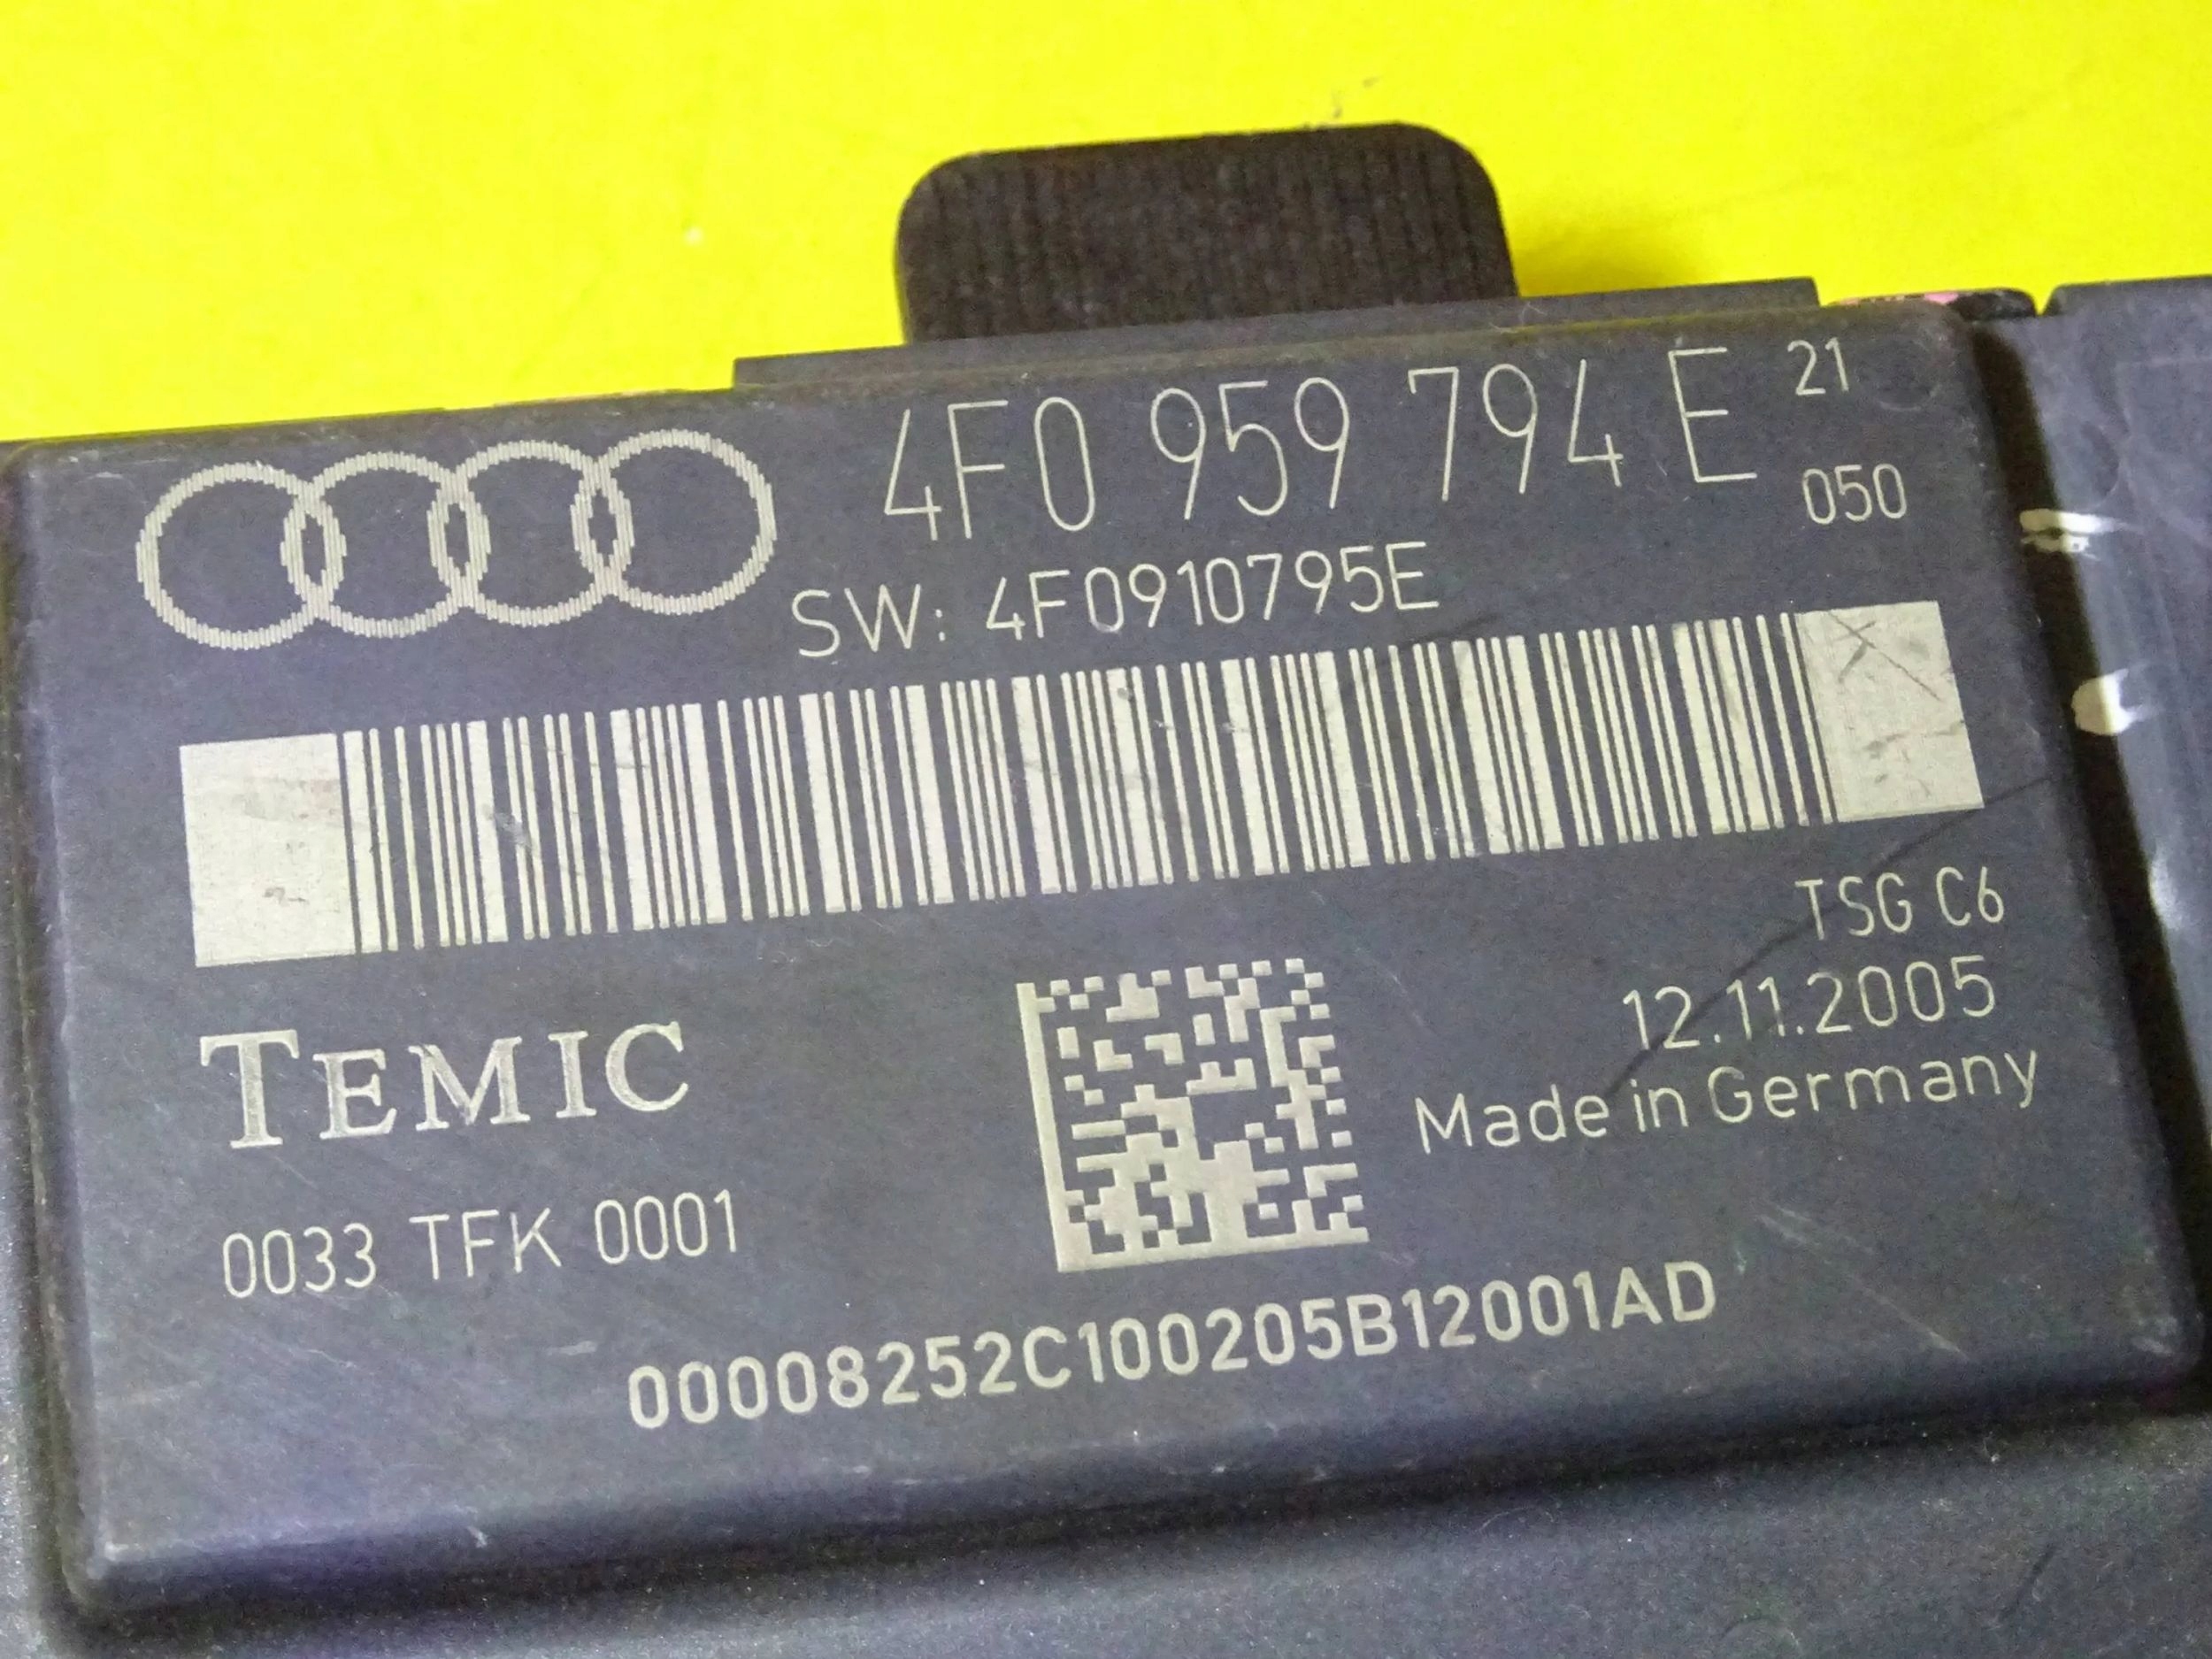 4F0 959 794 E 21
050
SW: 4F0910795E
TSG C6
12.11.2005
Made in Germany
TEMIC
0033 TFK 0001
00008252C100205B12001AD